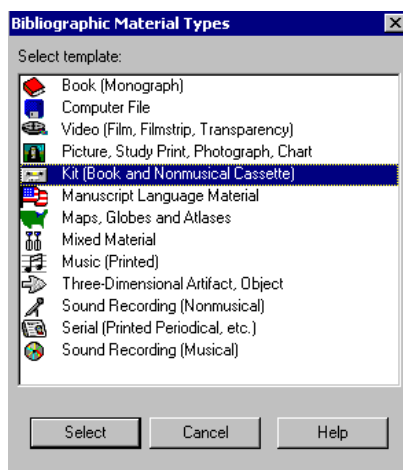 Bibliographic Material Types
Select template:
Book (Monograph)
Computer File
Video (Film, Filmstrip, Transparency)
Picture, Study Print, Photograph, Chart
Kit (Book and Nonmusical Cassette)
Manuscript Language Material
Maps, Globes and Atlases
Mixed Material
Music (Printed)
Three-Dimensional Artifact, Object
Sound Recording (Nonmusical)
Serial (Printed Periodical, etc.)
Sound Recording (Musical)
Select Cancel Help